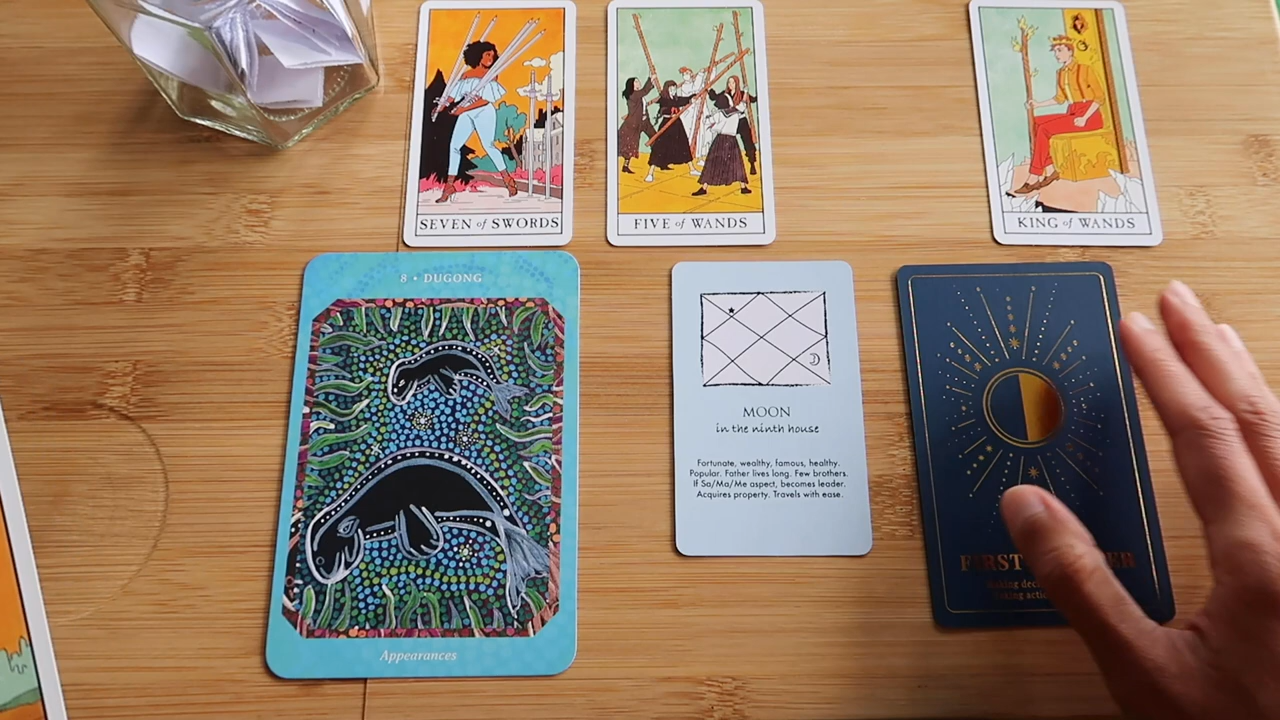 SEVEN of SWORDS
FIVE of WANDS
KING of WANDS
8 • DUGONG
Appearances
MOON
in the ninth house
Fortunate, wealthy, famous, healthy.
Popular. Father lives long. Few brothers.
If Sa/Ma/Me aspect, becomes leader.
Acquires property. Travels with ease.
FIRST